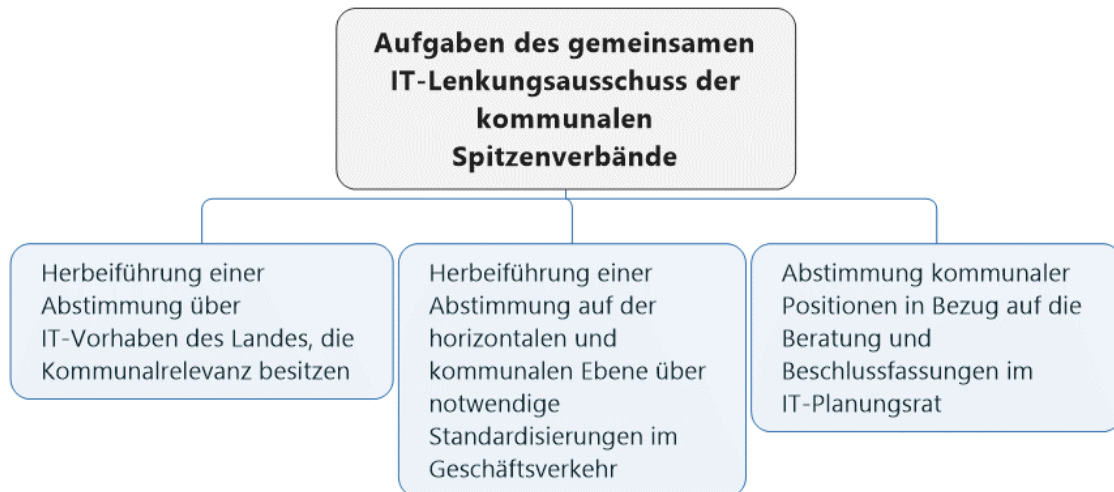 Aufgaben des gemeinsamen
IT-Lenkungsausschuss der
kommunalen
Spitzenverbände
Herbeiführung einer
Abstimmung über
IT-Vorhaben des Landes, die
Kommunalrelevanz besitzen
Herbeiführung einer
Abstimmung auf der
horizontalen und
kommunalen Ebene über
notwendige
Standardisierungen im
Geschäftsverkehr
Abstimmung kommunaler
Positionen in Bezug auf die
Beratung und
Beschlussfassungen im
IT-Planungsrat